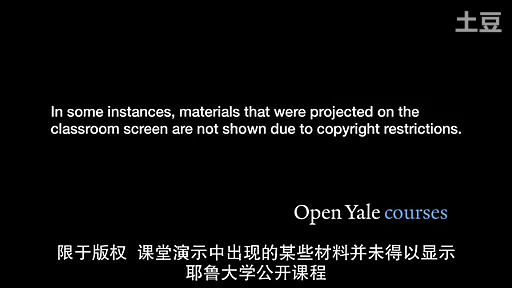 土豆
In some instances, materials that were projected on the
classroom screen are not shown due to copyright restrictions.
Open Yale courses
限于版权 课堂演示中出现的某些材料并未得以显示
耶鲁大学公开课程